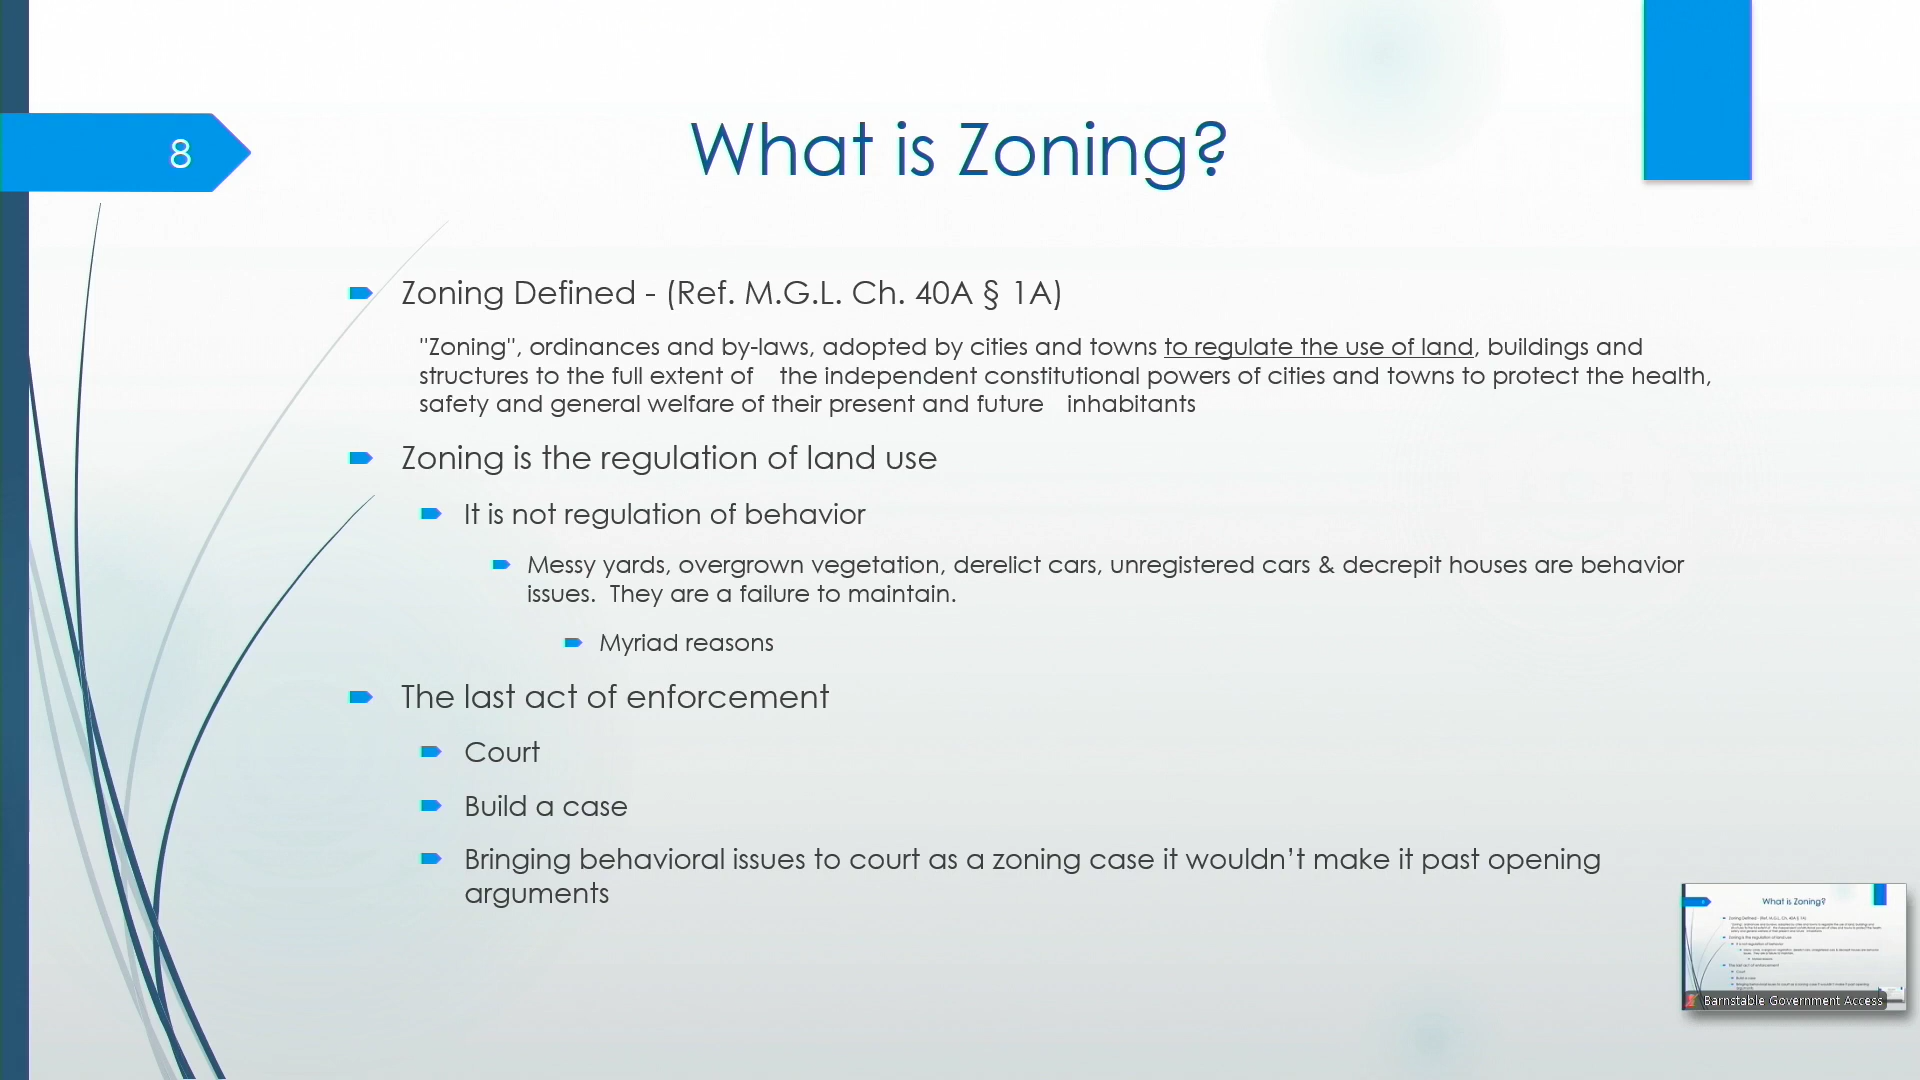 8
What is Zoning?
Zoning Defined - (Ref. M.G.L. Ch. 40A § 1A)
"Zoning", ordinances and by-laws, adopted by cities and towns to regulate the use of land, buildings and
structures to the full extent of the independent constitutional powers of cities and towns to protect the health,
safety and general welfare of their present and future inhabitants
Zoning is the regulation of land use
It is not regulation of behavior
Messy yards, overgrown vegetation, derelict cars, unregistered cars & decrepit houses are behavior
issues. They are a failure to maintain.
Myriad reasons
The last act of enforcement
Court
Build a case
Bringing behavioral issues to court as a zoning case it wouldn’t make it past opening
arguments
What is Zoning?
Barnstable Government Access